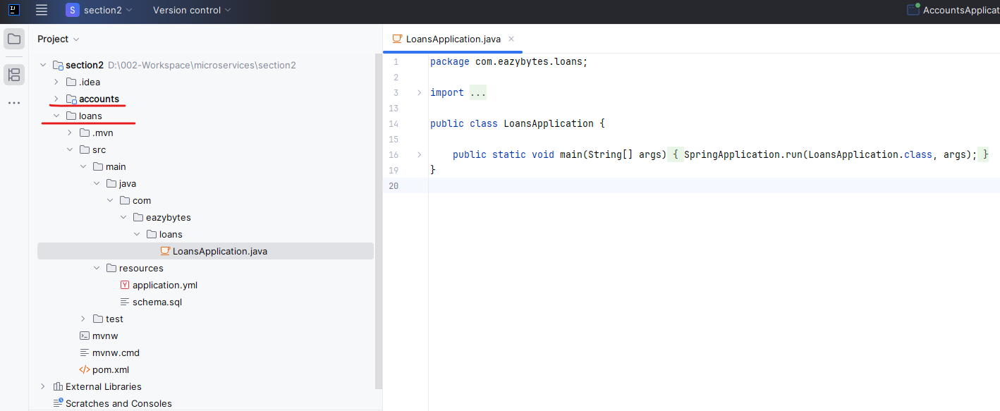 IJ
S section2 Version control AccountsApplicat
Project
LoansApplication.java
section2 D:\002-Workspace\microservices\section2
.idea
accounts
loans
.mvn
src
main
java
com
eazybytes
loans
LoansApplication.java
resources
Y application.yml
schema.sql
test
mvnw
mvnw.cmd
</> pom.xml
External Libraries
Scratches and Consoles
1 package com.eazybytes.loans;
2
3 import ...
13
14 public class LoansApplication {
15
16 public static void main(String[] args) { SpringApplication.run(LoansApplication.class, args); }
19 }
20